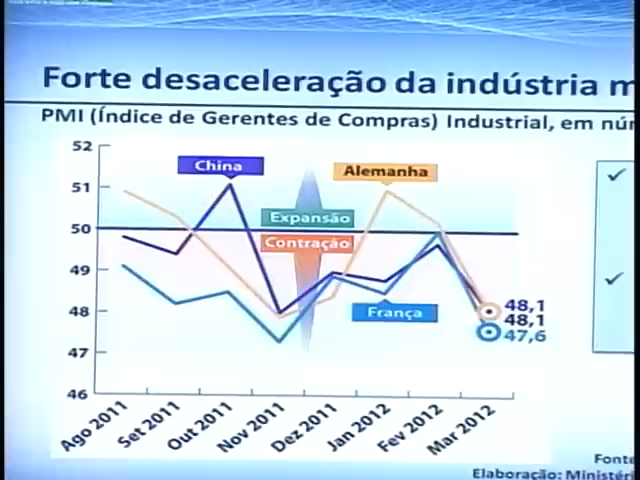 Forte desaceleração da indústria m
PMI (Índice de Gerentes de Compras) Industrial, em núm
52
51
50
49
48
47
46
China
Alemanha
Expansão
Contração
França
48,1
48,1
47,6
Ago 2011
Set 2011
Out 2011
Nov 2011
Dez 2011
Jan 2012
Fev 2012
Mar 2012
Fonte
Elaboração: Ministéri